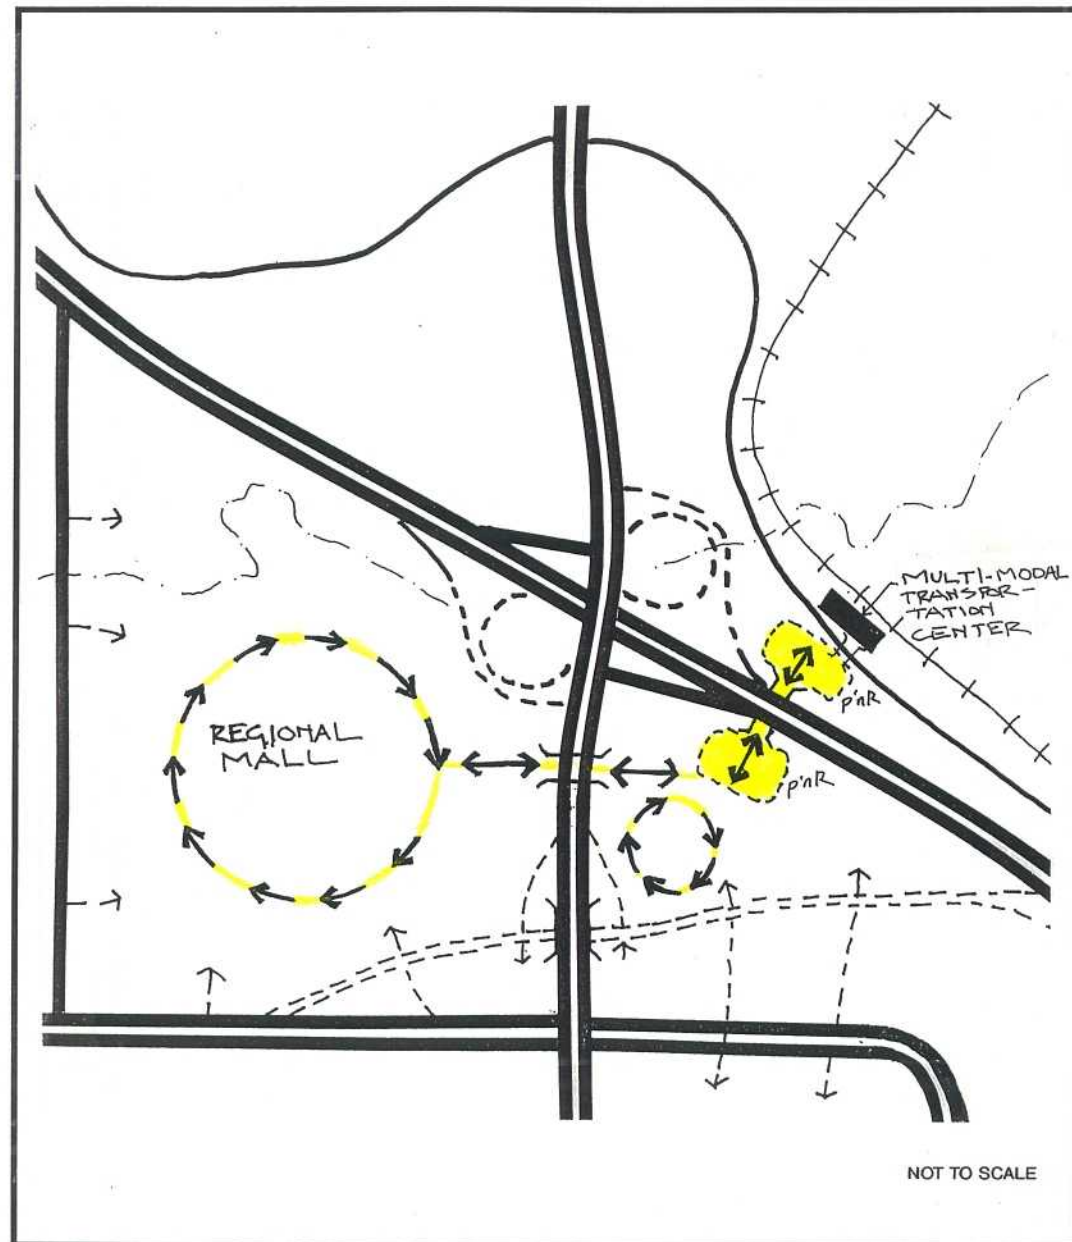 MULTI-MODAL
TRANSPOR-
TATION
CENTER
P'nR
REGIONAL
MALL
P'nR
NOT TO SCALE